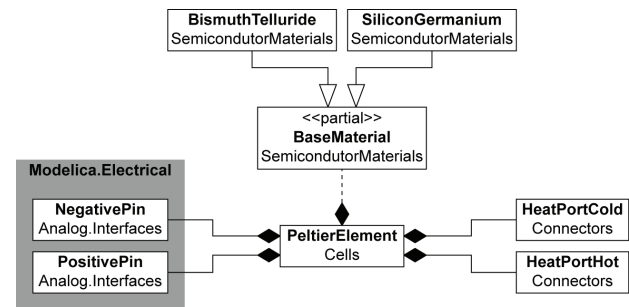 BismuthTelluride
SemicondutorMaterials
SiliconGermanium
SemicondutorMaterials
<<partial>>
BaseMaterial
SemicondutorMaterials
Modelica.Electrical
NegativePin
Analog.Interfaces
PositivePin
Analog.Interfaces
PeltierElement
Cells
HeatPortCold
Connectors
HeatPortHot
Connectors